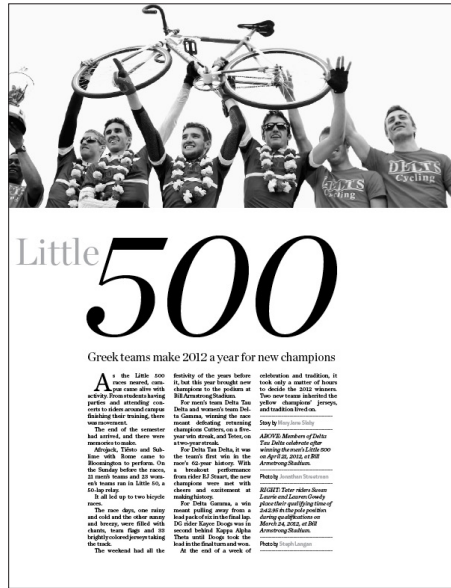 DELTS
Cycling
DELTS
Cycling
Little
500
Greek teams make 2012 a year for new champions
As the Little 500
races neared, cam-
pus came alive with
activity. From students having
parties and attending con-
certs to riders around campus
finishing their training, there
was movement.
The end of the semester
had arrived, and there were
memories to make.
Afrojack, Tiësto and Sub-
lime with Rome came to
Bloomington to perform. On
the Sunday before the races,
21 men's teams and 23 wom-
en's teams ran in Little 50, a
50-lap relay.
It all led up to two bicycle
races.
The race days, one rainy
and cold and the other sunny
and breezy, were filled with
chants, team flags and 33
brightly colored jerseys taking
the track.
The weekend had all the
festivity of the years before
it, but this year brought new
champions to the podium at
Bill Armstrong Stadium.
For men's team Delta Tau
Delta and women's team Del-
ta Gamma, winning the race
meant defeating returning
champions Cutters, on a five-
year win streak, and Teter, on
a two-year streak.
For Delta Tau Delta, it was
the team's first win in the
race's 62-year history. With
a breakout performance
from rider RJ Stuart, the new
champions were met with
cheers and excitement at
making history.
For Delta Gamma, a win
meant pulling away from a
lead pack of six in the final lap.
DG rider Kayce Doogs was in
second behind Kappa Alpha
Theta until Doogs took the
lead in the final turn and won.
At the end of a week of
celebration and tradition, it
took only a matter of hours
to decide the 2012 winners.
Two new teams inherited the
yellow champions' jerseys,
and tradition lived on.
Story by MaryJane Slaby
ABOVE: Members of Delta
Tau Delta celebrate after
winning the men's Little 500
on April 21, 2012, at Bill
Armstrong Stadium.
Photo by Jonathan Streetman
RIGHT: Teter riders Swain
Laurie and Lauren Gowdy
place their qualifying time of
2:42.95 in the pole position
during qualifications on
March 24, 2012, at Bill
Armstrong Stadium.
Photo by Steph Langan